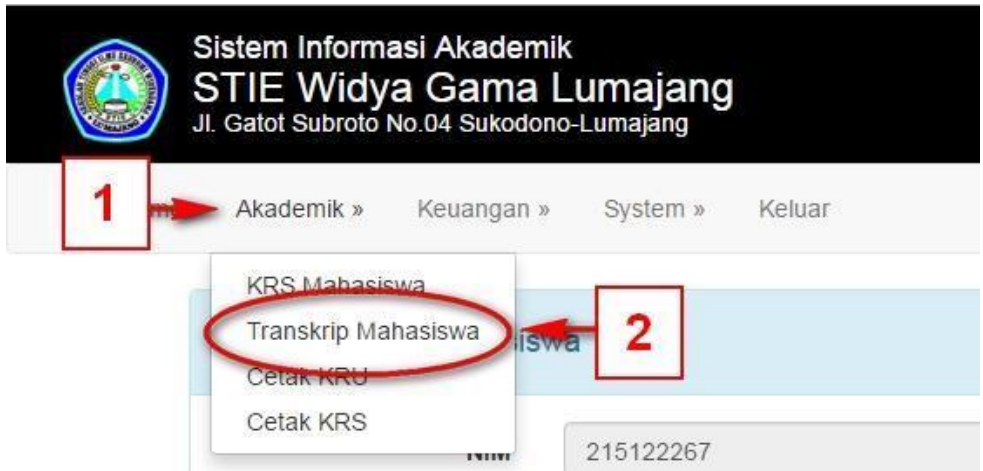 Sistem Informasi Akademik
STIE Widya Gama Lumajang
Jl. Gatot Subroto No.04 Sukodono-Lumajang
1
Akademik » Keuangan » System » Keluar
KRS Mahasiswa
Transkrip Mahasiswa
2
Cetak KRU
Cetak KRS
NIM 215122267